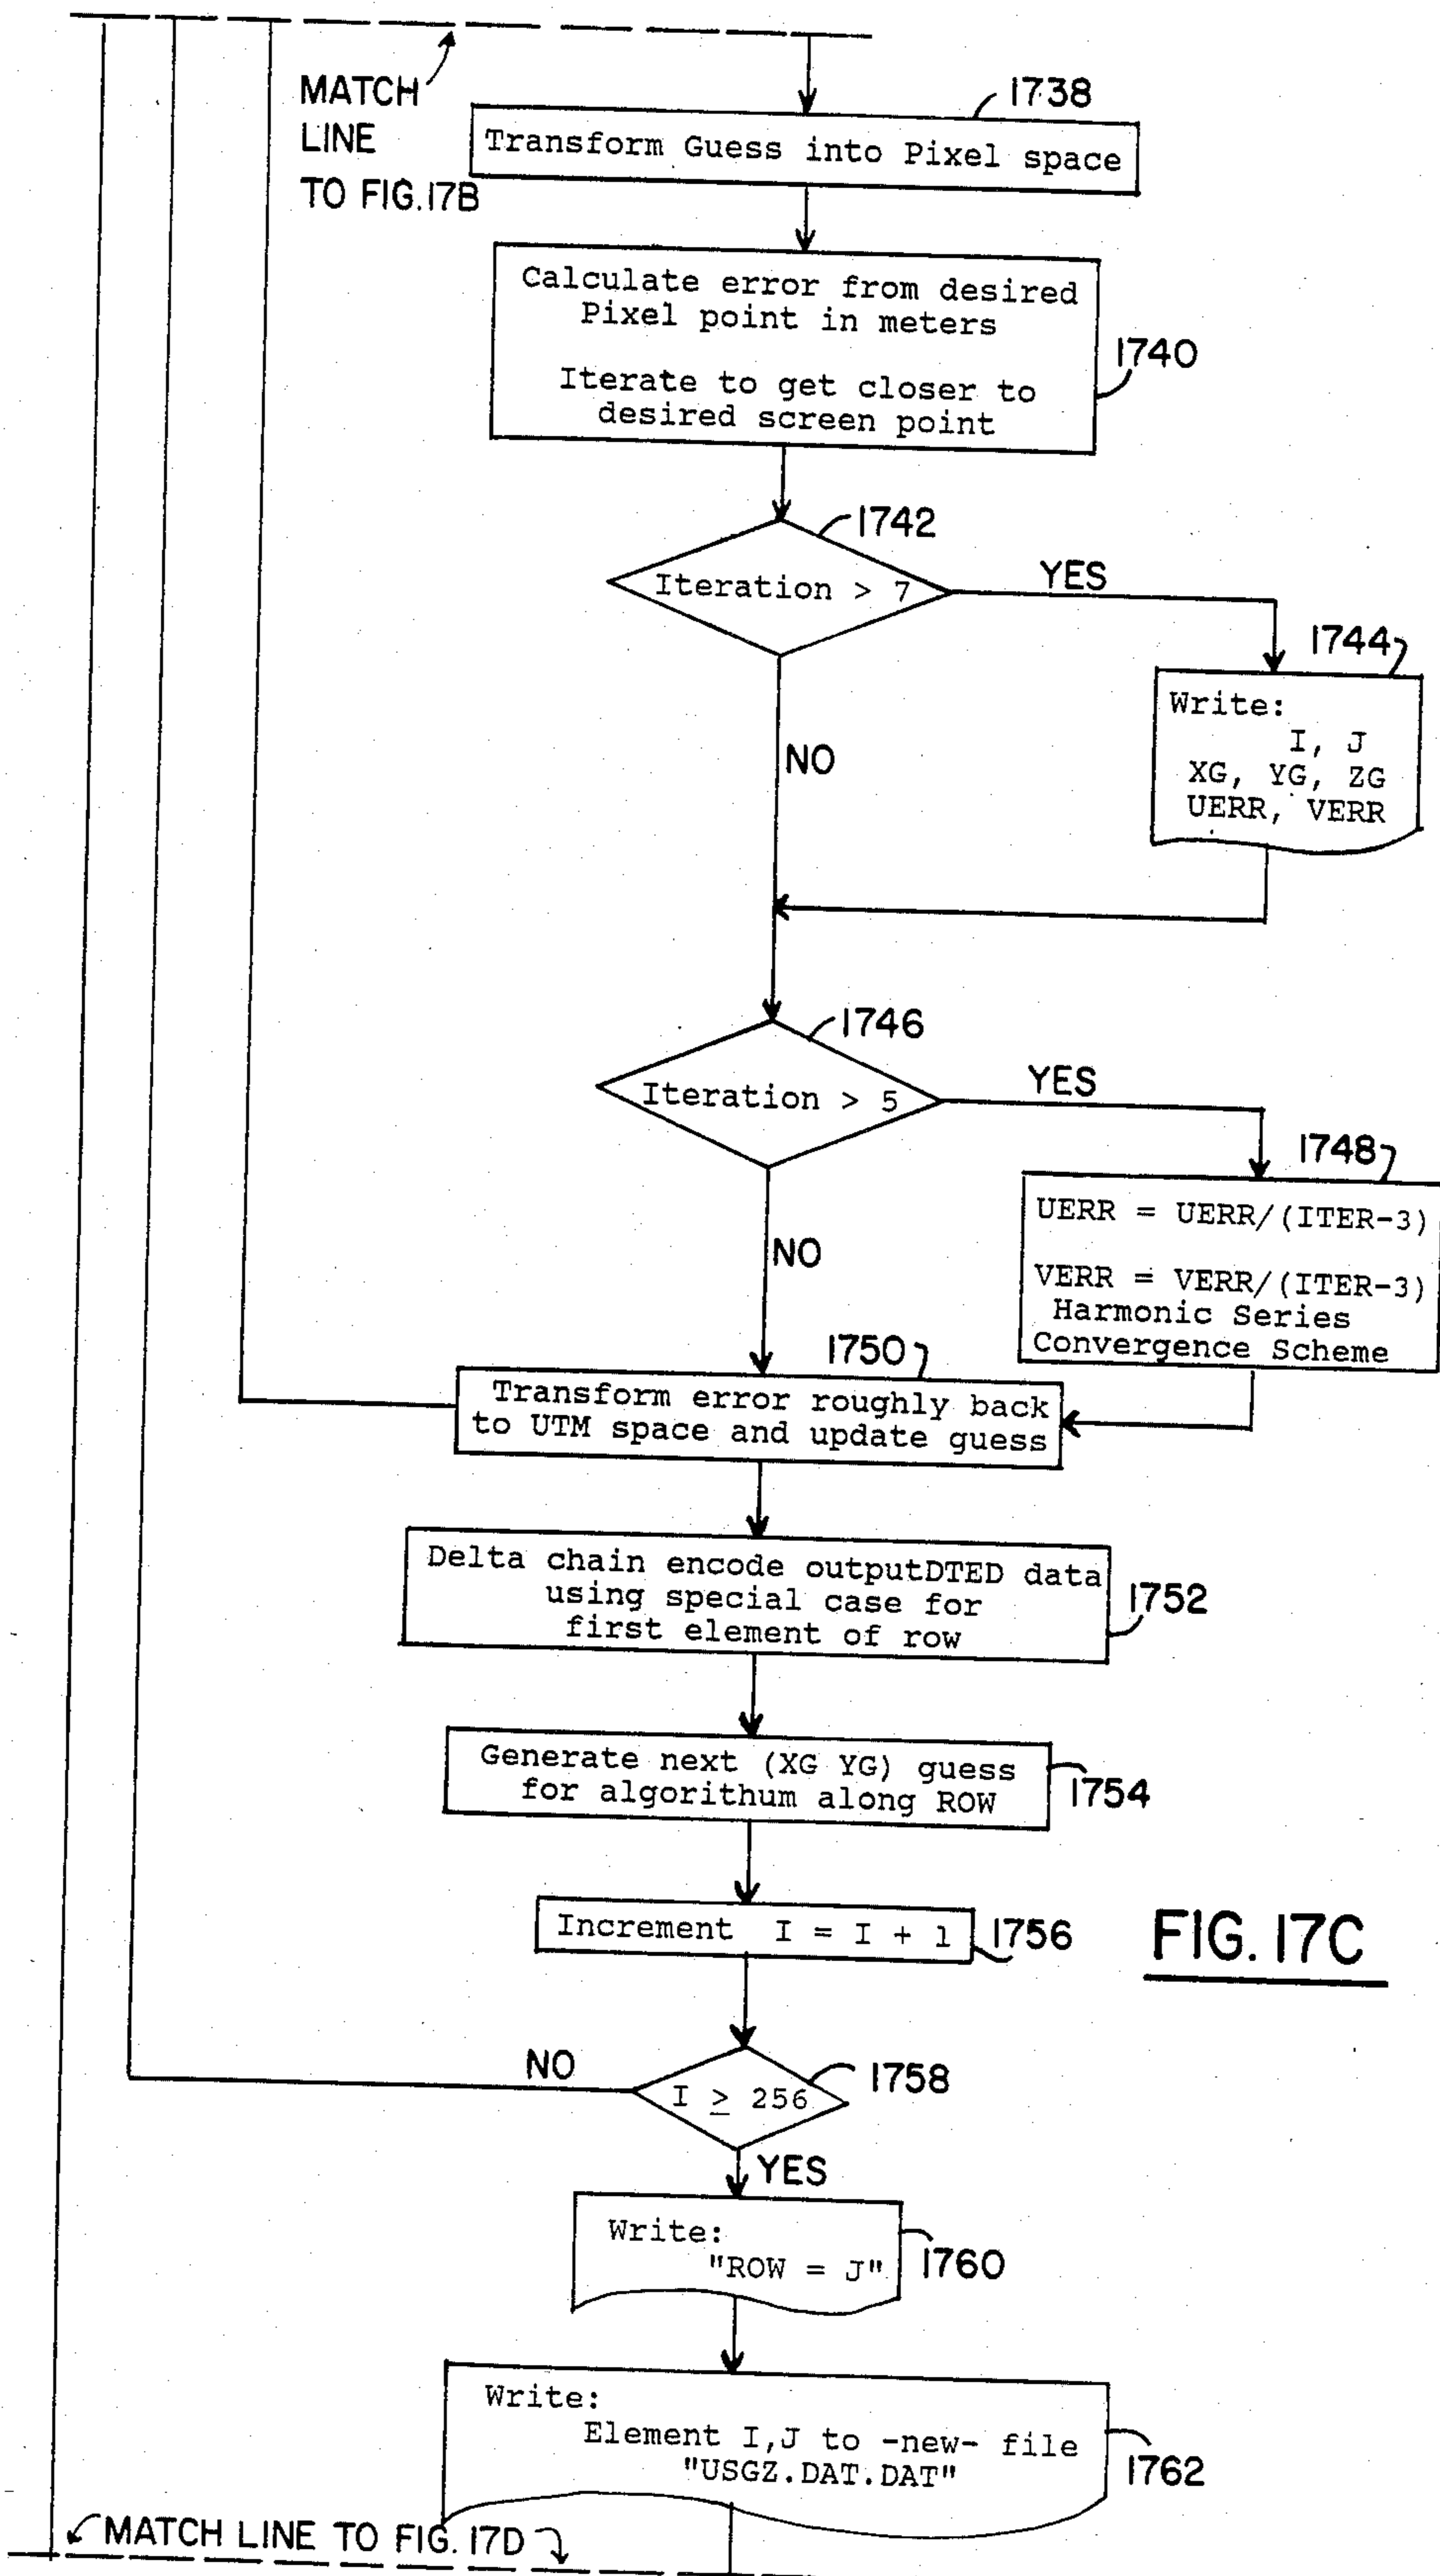 MATCH
LINE
TO FIG.17B
1738
Transform Guess into Pixel space
Calculate error from desired
Pixel point in meters
Iterate to get closer to
desired screen point
1740
1742
Iteration > 7
YES
NO
1744
Write:
I, J
XG, YG, ZG
UERR, VERR
1746
Iteration > 5
YES
NO
1748
UERR = UERR/(ITER-3)
VERR = VERR/(ITER-3)
Harmonic Series
Convergence Scheme
1750
Transform error roughly back
to UTM space and update guess
Delta chain encode outputDTED data
using special case for
first element of row
1752
Generate next (XG YG) guess
for algorithum along ROW
1754
Increment I = I + 1
1756
FIG. 17C
NO
1758
I ≥ 256
YES
Write:
"ROW = J"
1760
Write:
Element I,J to -new- file
"USGZ.DAT.DAT"
1762
MATCH LINE TO FIG. 17D